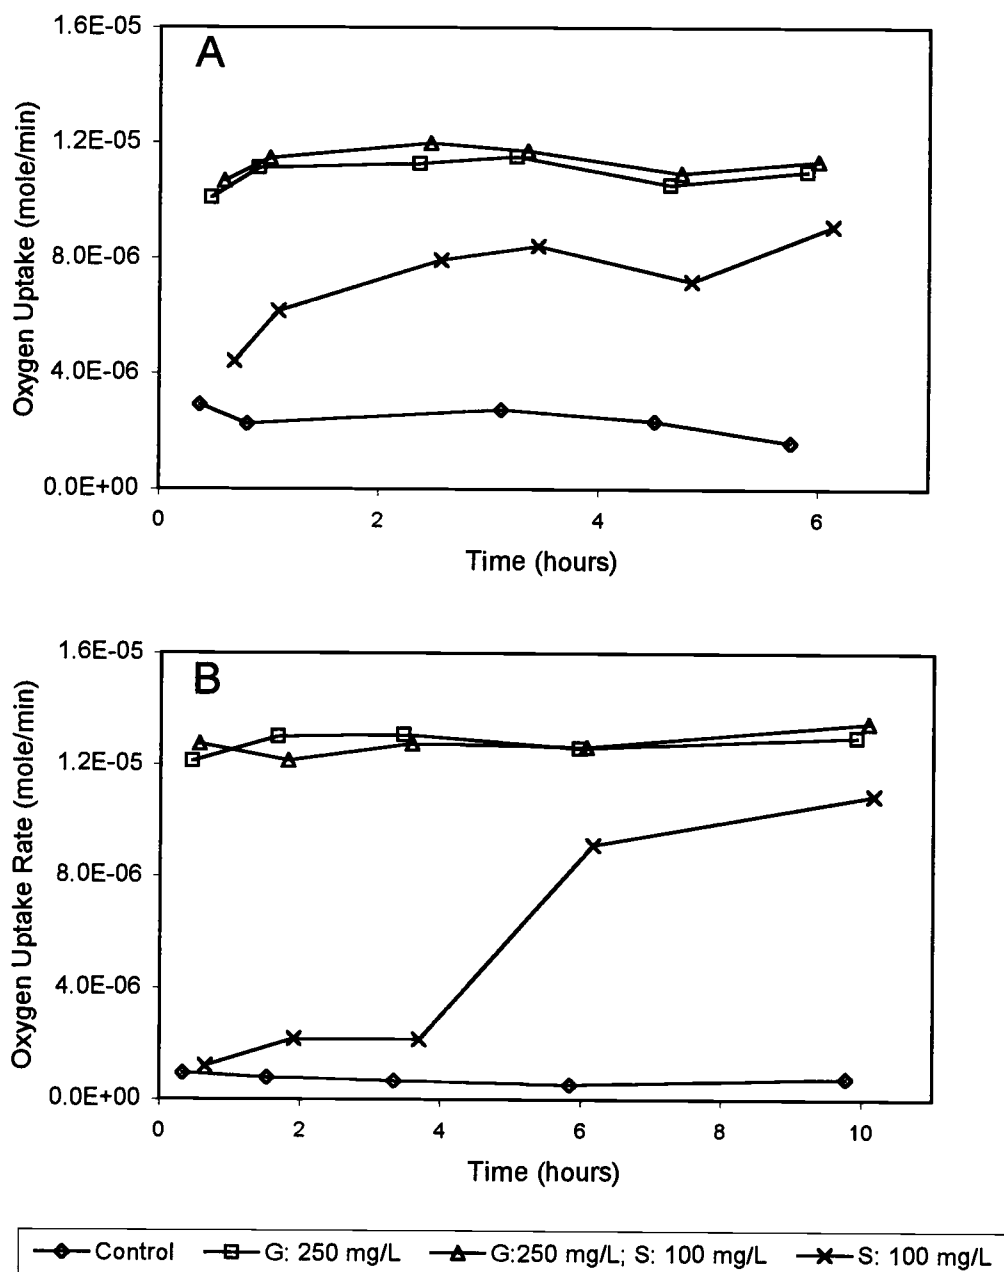 A
Oxygen Uptake (mole/min)
1.6E-05
1.2E-05
8.0E-06
4.0E-06
0.0E+00
0 2 4 6
Time (hours)
B
Oxygen Uptake Rate (mole/min)
1.6E-05
1.2E-05
8.0E-06
4.0E-06
0.0E+00
0 2 4 6 8 10
Time (hours)
Control G: 250 mg/L G:250 mg/L; S: 100 mg/L S: 100 mg/L